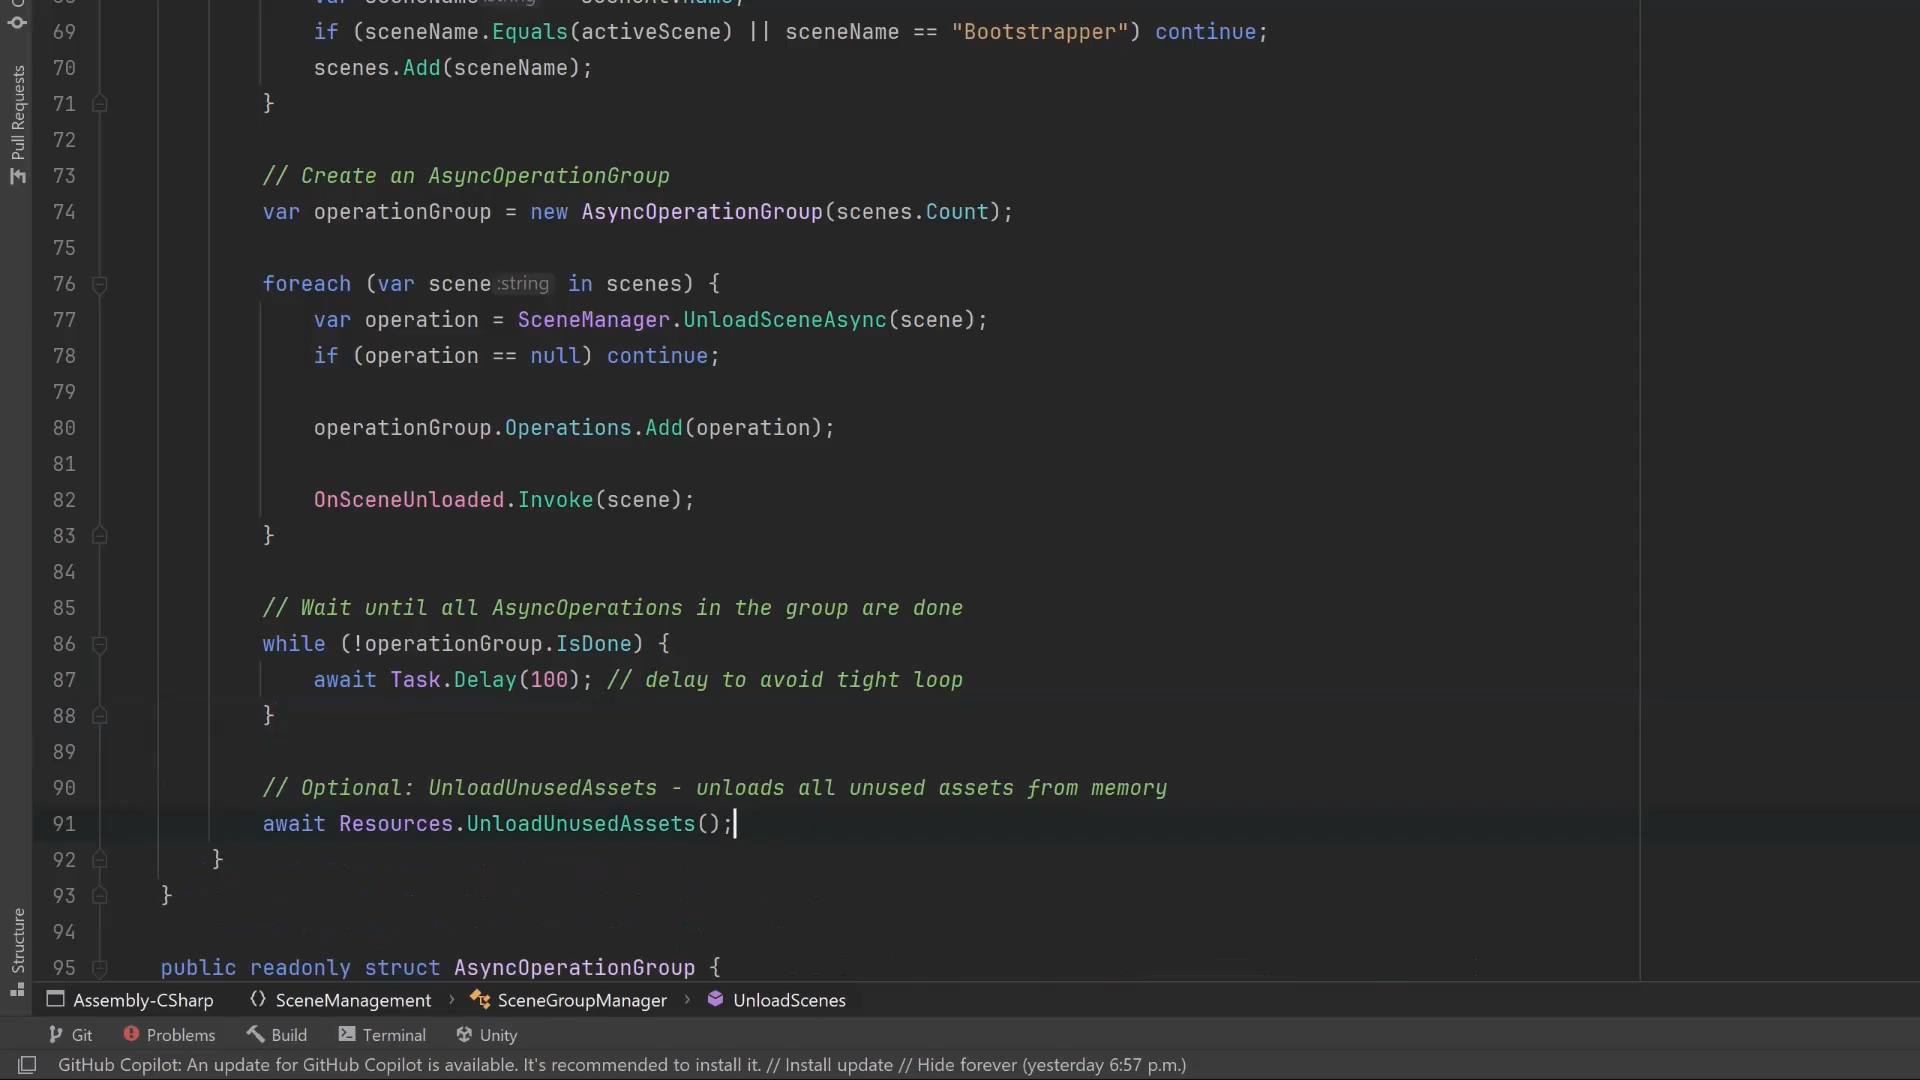 var sceneName :string = sceneAt.name;
69 if (sceneName.Equals(activeScene) || sceneName == "Bootstrapper") continue;
70 scenes.Add(sceneName);
71 }
72
73 // Create an AsyncOperationGroup
74 var operationGroup = new AsyncOperationGroup(scenes.Count);
75
76 foreach (var scene :string in scenes) {
77 var operation = SceneManager.UnloadSceneAsync(scene);
78 if (operation == null) continue;
79
80 operationGroup.Operations.Add(operation);
81
82 OnSceneUnloaded.Invoke(scene);
83 }
84
85 // Wait until all AsyncOperations in the group are done
86 while (!operationGroup.IsDone) {
87 await Task.Delay(100); // delay to avoid tight loop
88 }
89
90 // Optional: UnloadUnusedAssets - unloads all unused assets from memory
91 await Resources.UnloadUnusedAssets();
92 }
93 }
94
95 public readonly struct AsyncOperationGroup {
Pull Requests
Structure
Assembly-CSharp SceneManagement › SceneGroupManager › UnloadScenes
Git Problems Build Terminal Unity
GitHub Copilot: An update for GitHub Copilot is available. It's recommended to install it. // Install update // Hide forever (yesterday 6:57 p.m.)